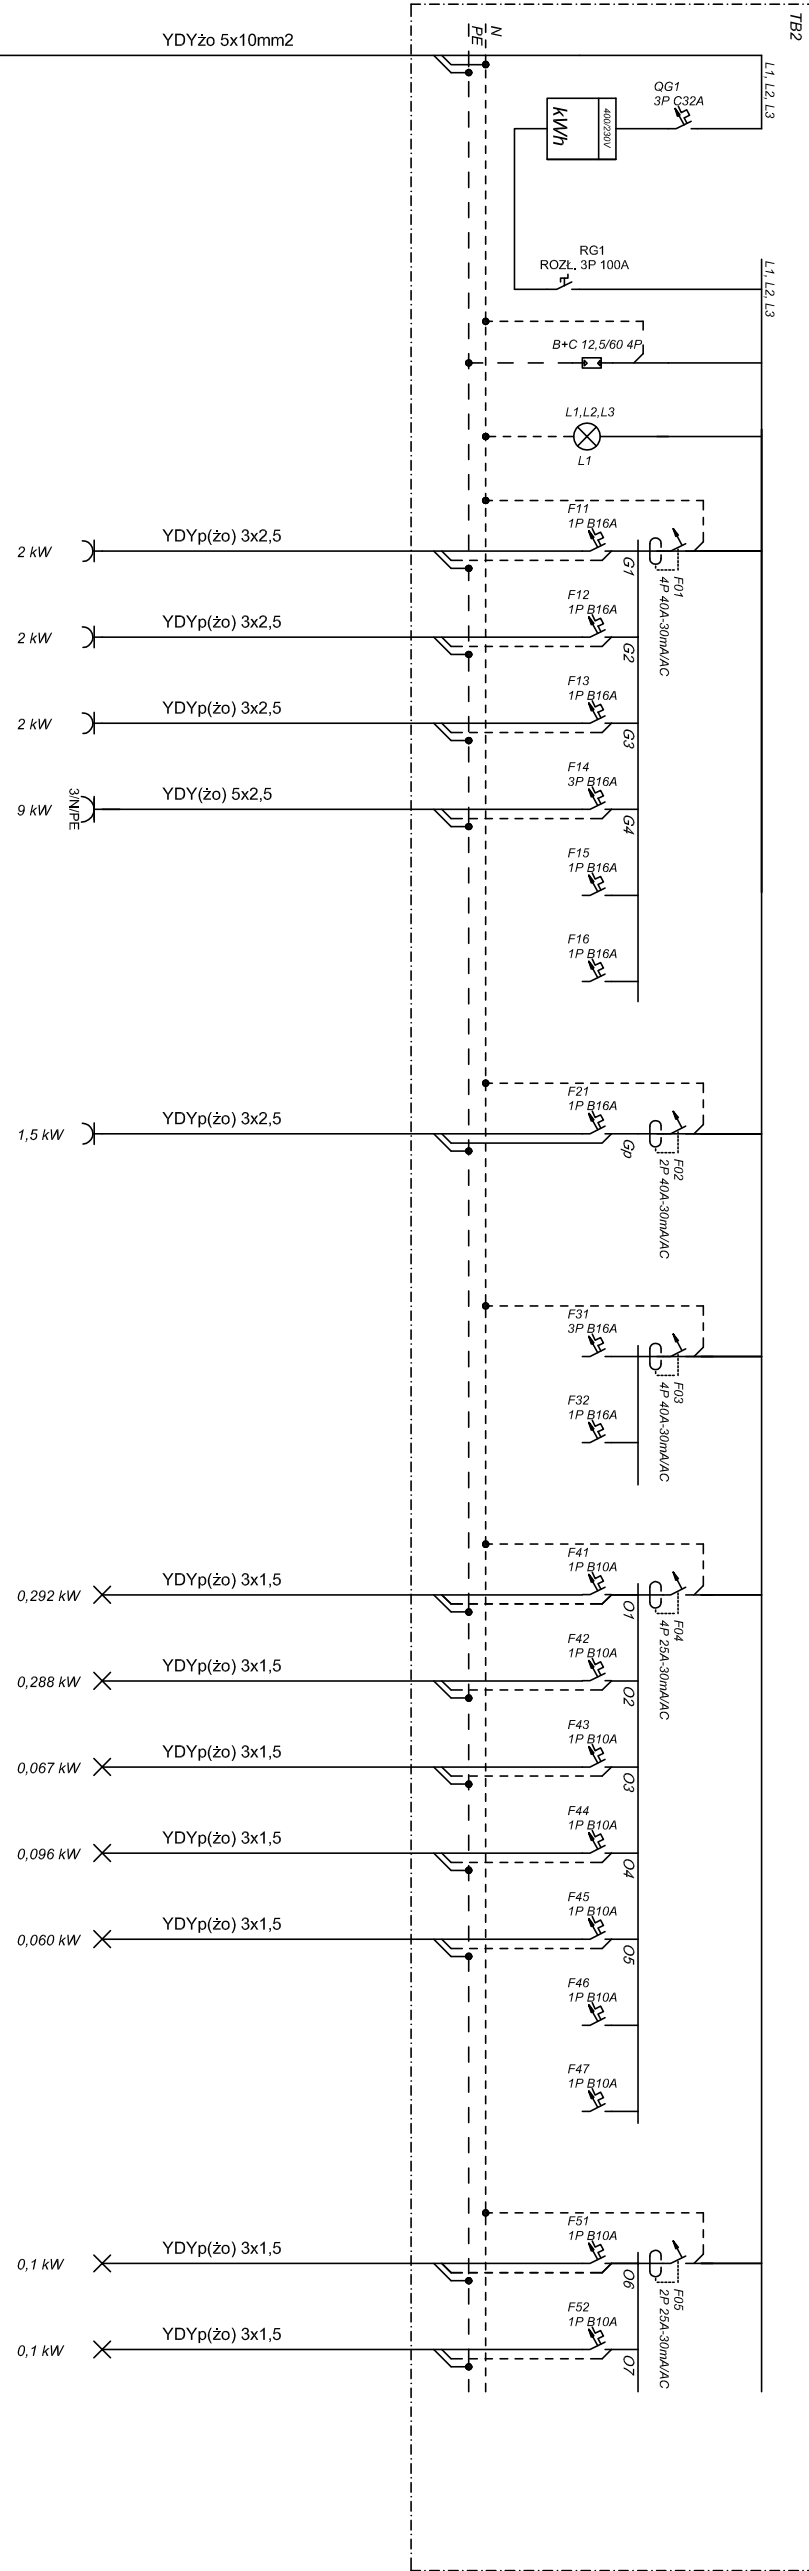 TB2
YDYżo 5x10mm2
N
PE
L1, L2, L3
QG1
3P C32A
400/230V
kWh
RG1
ROZŁ. 3P 100A
L1, L2, L3
B+C 12,5/60 4P
L1,L2,L3
L1
F11
1P B16A
G1
F01
4P 40A-30mA/AC
YDYp(żo) 3x2,5
2 kW
F12
1P B16A
G2
YDYp(żo) 3x2,5
2 kW
F13
1P B16A
G3
YDYp(żo) 3x2,5
2 kW
F14
3P B16A
G4
YDY(żo) 5x2,5
3/N/PE
9 kW
F15
1P B16A
F16
1P B16A
F21
1P B16A
Gp
F02
2P 40A-30mA/AC
YDYp(żo) 3x2,5
1,5 kW
F31
3P B16A
F03
4P 40A-30mA/AC
F32
1P B16A
F41
1P B10A
O1
F04
4P 25A-30mA/AC
YDYp(żo) 3x1,5
0,292 kW
F42
1P B10A
O2
YDYp(żo) 3x1,5
0,288 kW
F43
1P B10A
O3
YDYp(żo) 3x1,5
0,067 kW
F44
1P B10A
O4
YDYp(żo) 3x1,5
0,096 kW
F45
1P B10A
O5
YDYp(żo) 3x1,5
0,060 kW
F46
1P B10A
F47
1P B10A
F51
1P B10A
O6
F05
2P 25A-30mA/AC
YDYp(żo) 3x1,5
0,1 kW
F52
1P B10A
O7
YDYp(żo) 3x1,5
0,1 kW